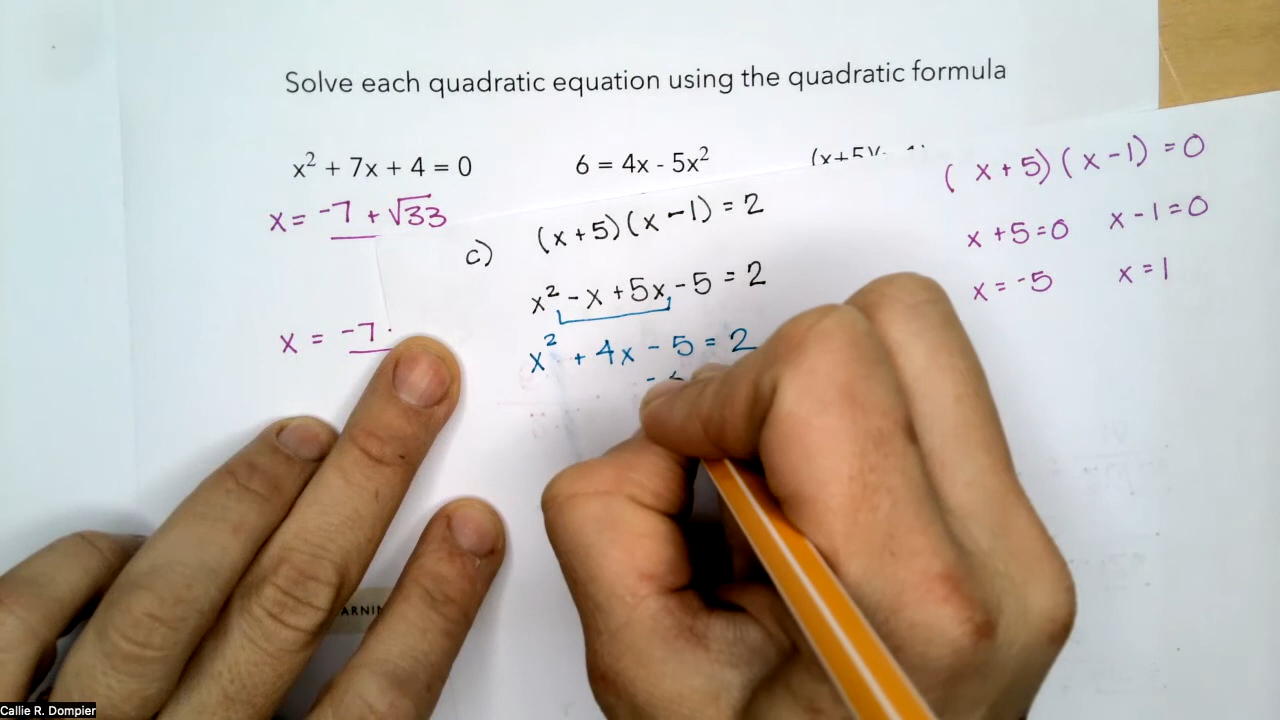 Solve each quadratic equation using the quadratic formula
x² + 7x + 4 = 0
6 = 4x - 5x²
(x+5)(
x = -7 + √33
x = -7
c) (x+5)(x-1) = 2
x² - x + 5x - 5 = 2
x² + 4x - 5 = 2
(x+5)(x-1) = 0
x+5=0 x-1=0
x = -5 x = 1
Callie R. Dompier